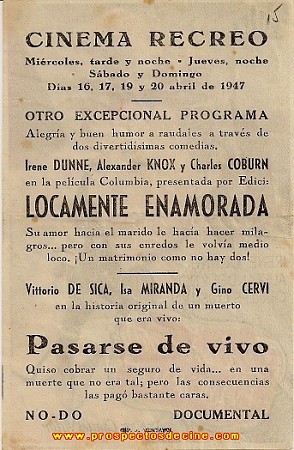 15
CINEMA RECREO
Miércoles, tarde y noche - Jueves, noche
Sábado y Domingo
Días 16, 17, 19 y 20 abril de 1947
OTRO EXCEPCIONAL PROGRAMA
Alegría y buen humor a raudales a través de
dos divertidísimas comedias.
Irene DUNNE, Alexander KNOX y Charles COBURN
en la película Columbia, presentada por Edici:
LOCAMENTE ENAMORADA
Su amor hacia el marido le hacía hacer mila-
gros... pero con sus enredos le volvía medio
loco. ¡Un matrimonio como no hay dos!
Vittorio DE SICA, Isa MIRANDA y Gino CERVI
en la historia original de un muerto
que era vivo:
Pasarse de vivo
Quiso cobrar un seguro de vida... en una
muerte que no era tal; pero las consecuencias
las pagó bastante caras.
NO-DO DOCUMENTAL
www.prospectosdecine.com